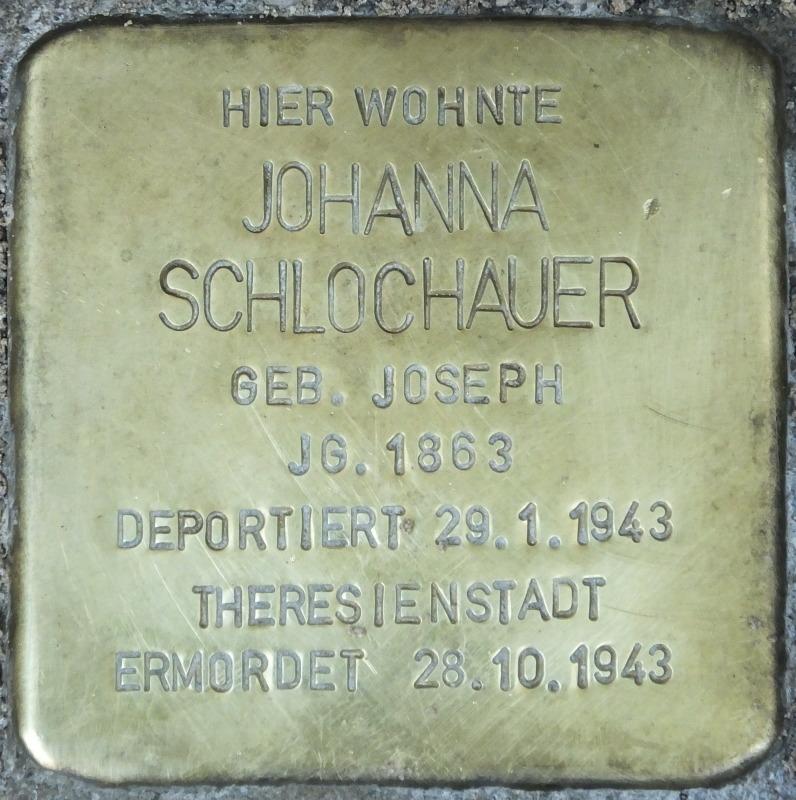 HIER WOHNTE
JOHANNA
SCHLOCHAUER
GEB. JOSEPH
JG. 1863
DEPORTIERT 29.1.1943
THERESIENSTADT
ERMORDET 28.10.1943